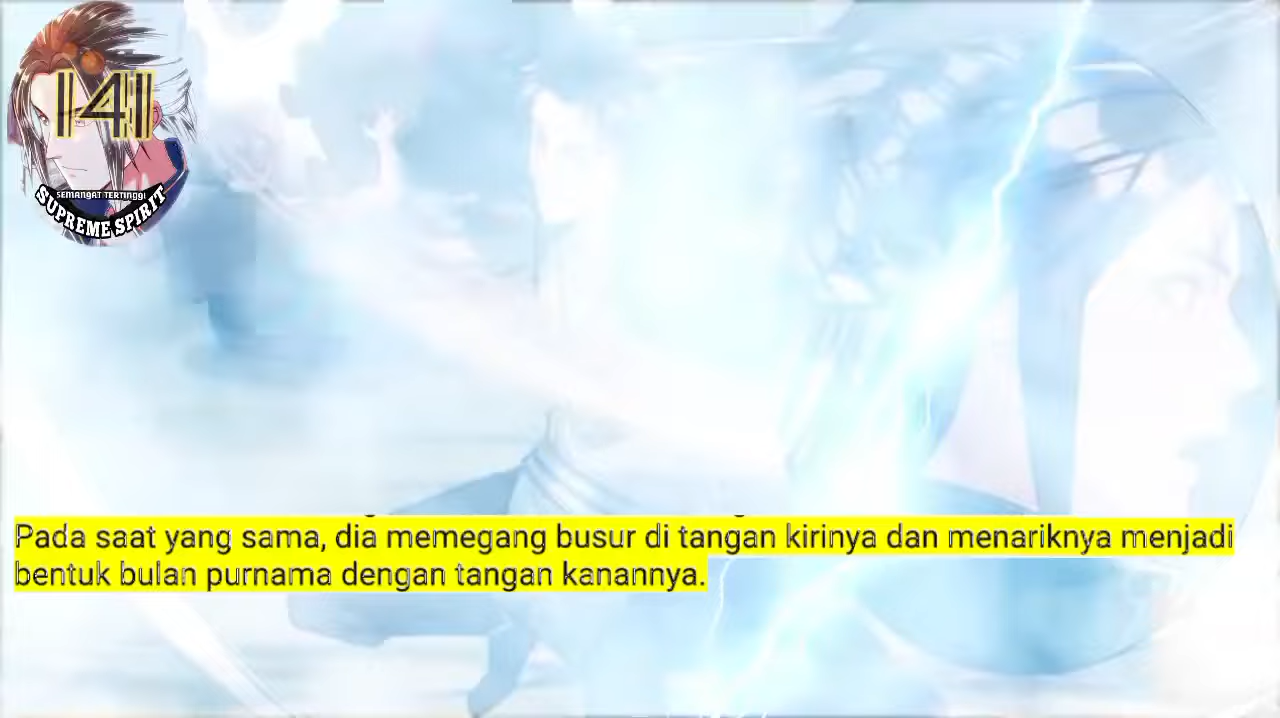 141
SEMANGAT TERTINGGI
SUPREME SPIRIT
Pada saat yang sama, dia memegang busur di tangan kirinya dan menariknya menjadi
bentuk bulan purnama dengan tangan kanannya.